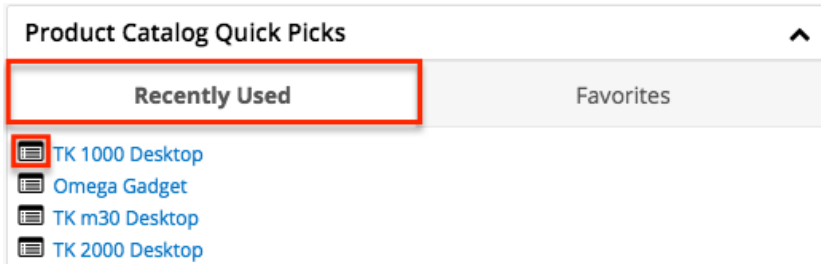 Product Catalog Quick Picks
Recently Used
Favorites
TK 1000 Desktop
Omega Gadget
TK m30 Desktop
TK 2000 Desktop